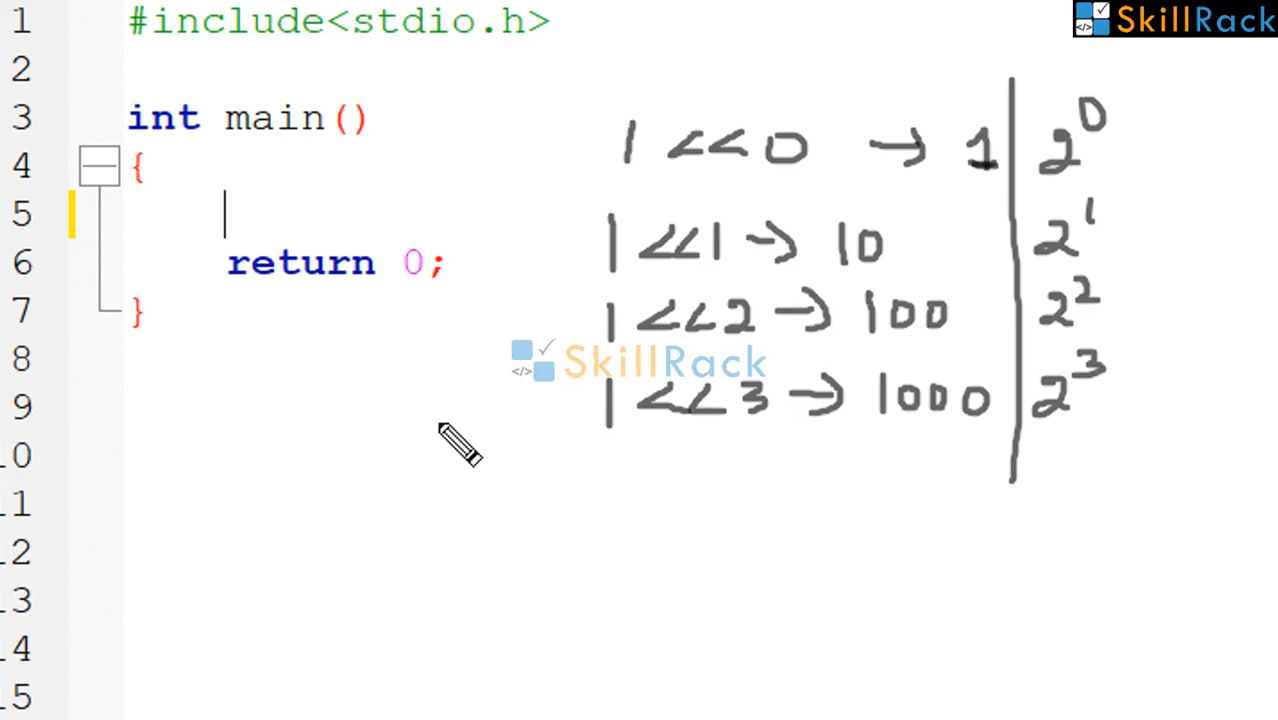 SkillRack
1 #include<stdio.h>
2
3 int main()
4 {
5
6 return 0;
7 }
8
9
10
11
12
13
14
15
1 <<0 → 1 2^0
1 <<1 → 10 2^1
1 <<2 → 100 2^2
1 <<3 → 1000 2^3
</> SkillRack